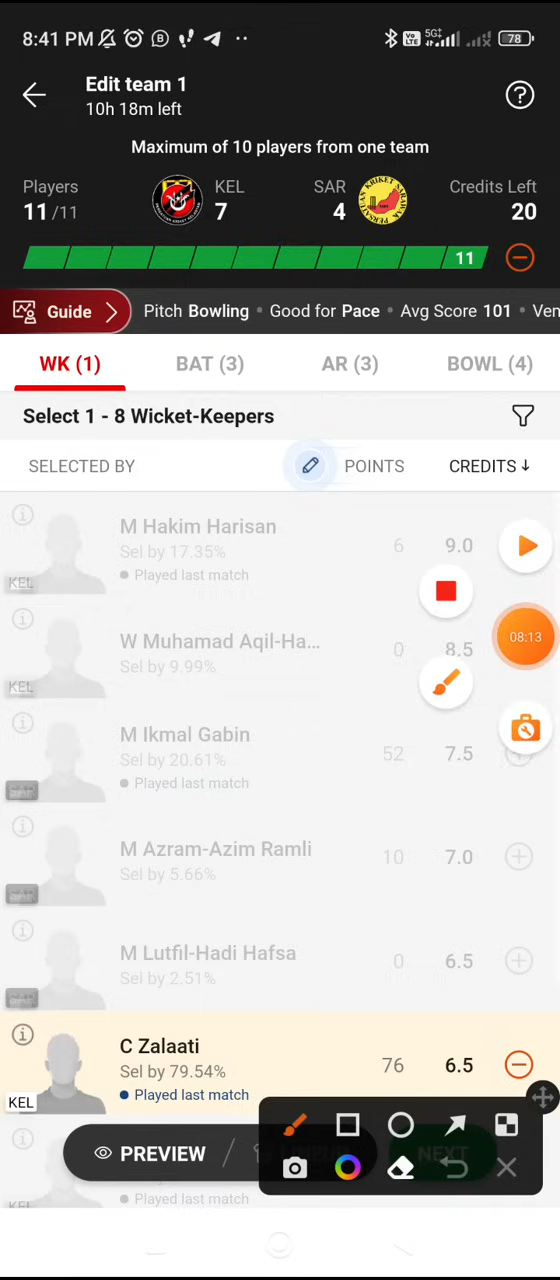 8:41 PM
VoLTE 5G+ 78
Edit team 1
10h 18m left
Maximum of 10 players from one team
Players
11/11
KEL
7
SAR
4
Credits Left
20
11
Guide
Pitch Bowling • Good for Pace • Avg Score 101 • Ven
WK (1)
BAT (3)
AR (3)
BOWL (4)
Select 1 - 8 Wicket-Keepers
SELECTED BY
POINTS
CREDITS↓
M Hakim Harisan
Sel by 17.35%
6
9.0
Played last match
KEL
08:13
W Muhamad Aqil-Ha...
Sel by 9.99%
0
8.5
KEL
M Ikmal Gabin
Sel by 20.61%
52
7.5
Played last match
SAR
M Azram-Azim Ramli
Sel by 5.66%
10
7.0
SAR
M Lutfil-Hadi Hafsa
Sel by 2.51%
0
6.5
SAR
C Zalaati
Sel by 79.54%
76
6.5
Played last match
KEL
PREVIEW
NEXT
Played last match